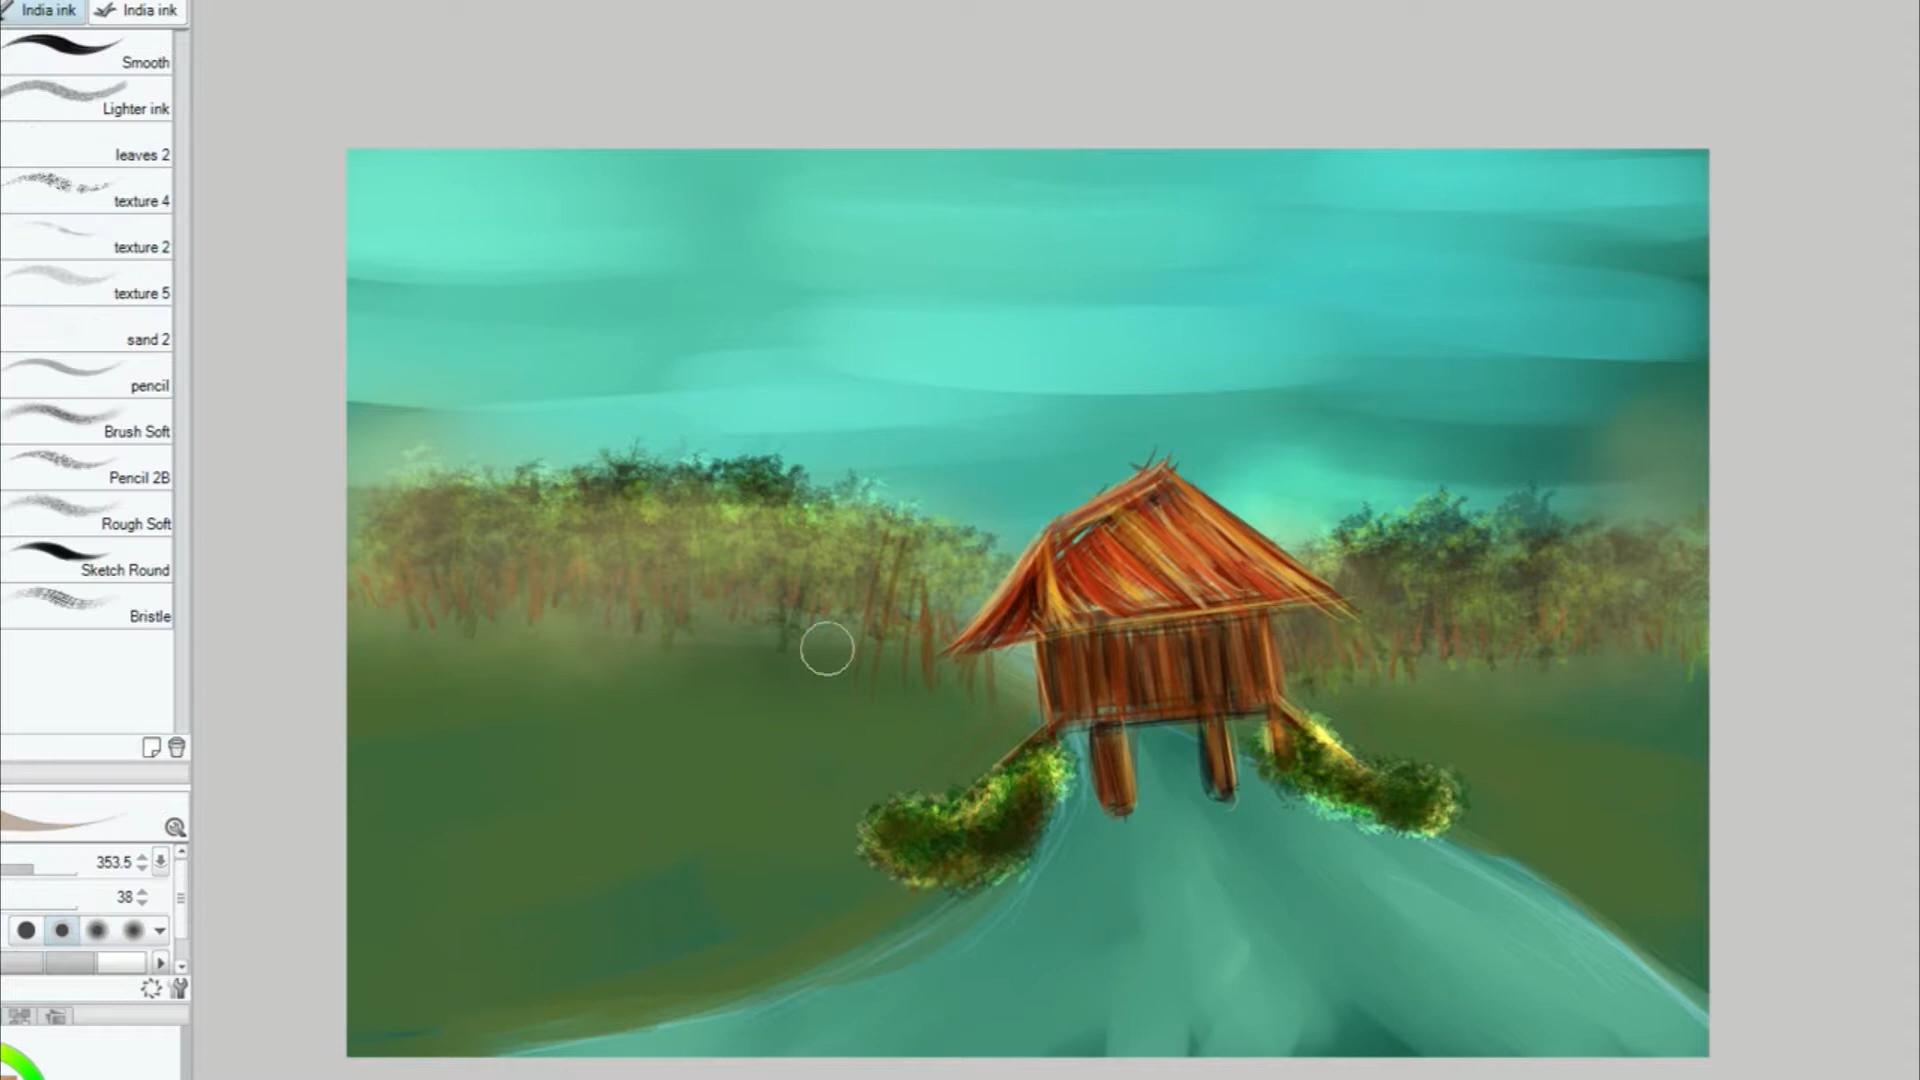 India ink India ink
Smooth
Lighter ink
leaves 2
texture 4
texture 2
texture 5
sand 2
pencil
Brush Soft
Pencil 2B
Rough Soft
Sketch Round
Bristle
353.5
38